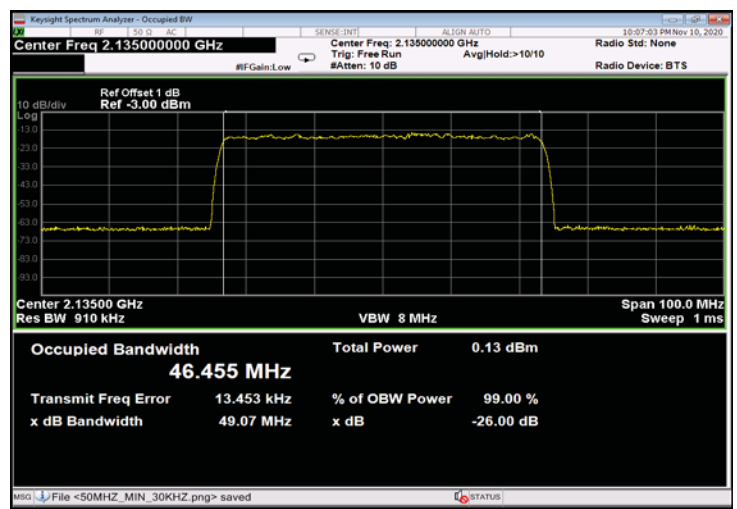 Keysight Spectrum Analyzer - Occupied BW
RF 50 Ω AC SENSE:INT ALIGN AUTO 10:07:03 PM Nov 10, 2020
Center Freq 2.135000000 GHz Center Freq: 2.135000000 GHz Radio Std: None
Trig: Free Run Avg|Hold:>10/10
#IFGain:Low #Atten: 10 dB Radio Device: BTS
Ref Offset 1 dB
10 dB/div Ref -3.00 dBm
Log
-13.0
-23.0
-33.0
-43.0
-53.0
-63.0
-73.0
-83.0
-93.0
Center 2.13500 GHz Span 100.0 MHz
Res BW 910 kHz VBW 8 MHz Sweep 1 ms
Occupied Bandwidth Total Power 0.13 dBm
46.455 MHz
Transmit Freq Error 13.453 kHz % of OBW Power 99.00 %
x dB Bandwidth 49.07 MHz x dB -26.00 dB
MSG File <50MHZ_MIN_30KHZ.png> saved STATUS